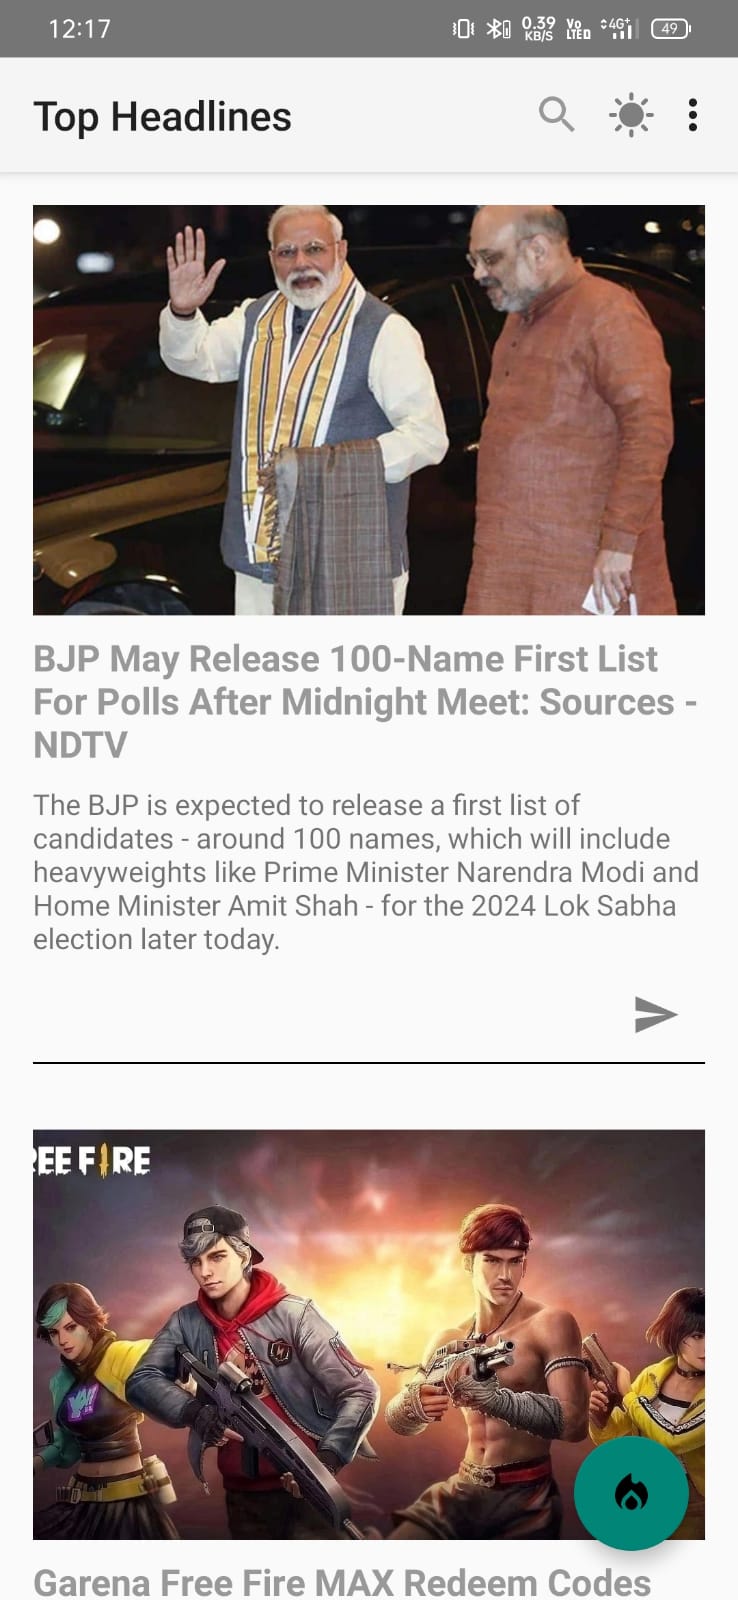 12:17
0.39
KB/S
Vo
LTED
4G+
49
Top Headlines
BJP May Release 100-Name First List
For Polls After Midnight Meet: Sources -
NDTV
The BJP is expected to release a first list of
candidates - around 100 names, which will include
heavyweights like Prime Minister Narendra Modi and
Home Minister Amit Shah - for the 2024 Lok Sabha
election later today.
REE FIRE
Garena Free Fire MAX Redeem Codes